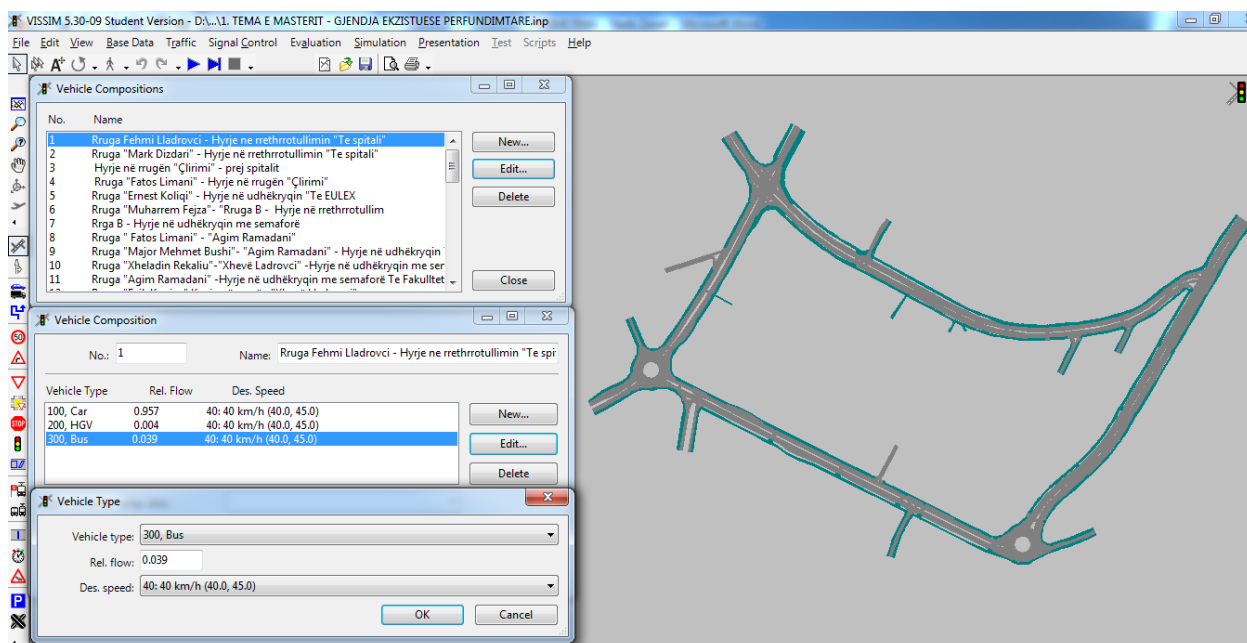 VISSIM 5.30-09 Student Version - D:\...\1. TEMA E MASTERIT - GJENDJA EKZISTUESE PERFUNDIMTARE.inp
File Edit View Base Data Traffic Signal Control Evaluation Simulation Presentation Test Scripts Help
Vehicle Compositions
No. Name
1 Rruga Fehmi Lladrovci - Hyrje ne rrethrrotullimin "Te spitali"
2 Rruga "Mark Dizdari" - Hyrje në rrethrrotullimin "Te spitali"
3 Hyrje në rrugën "Çlirimi" - prej spitalit
4 Rruga "Fatos Limani" - Hyrje në rrugën "Çlirimi"
5 Rruga "Ernest Koliqi" - Hyrje në udhëkryqin "Te EULEX
6 Rruga "Muharrem Fejza"- "Rruga B - Hyrje në rrethrrotullim
7 Rrga B - Hyrje në udhëkryqin me semaforë
8 Rruga " Fatos Limani" - "Agim Ramadani"
9 Rruga "Major Mehmet Bushi"- "Agim Ramadani" - Hyrje në udhëkryqin
10 Rruga "Xheladin Rekaliu"-"Xhevë Ladrovci" -Hyrje në udhëkryqin me ser
11 Rruga "Agim Ramadani" -Hyrje në udhëkryqin me semaforë Te Fakulltet
New...
Edit...
Delete
Close
Vehicle Composition
No.: 1 Name: Rruga Fehmi Lladrovci - Hyrje ne rrethrrotullimin "Te spi
Vehicle Type Rel. Flow Des. Speed
100, Car 0.957 40: 40 km/h (40.0, 45.0)
200, HGV 0.004 40: 40 km/h (40.0, 45.0)
300, Bus 0.039 40: 40 km/h (40.0, 45.0)
New...
Edit...
Delete
Vehicle Type
Vehicle type: 300, Bus
Rel. flow: 0.039
Des. speed: 40: 40 km/h (40.0, 45.0)
OK Cancel
50
STOP
P